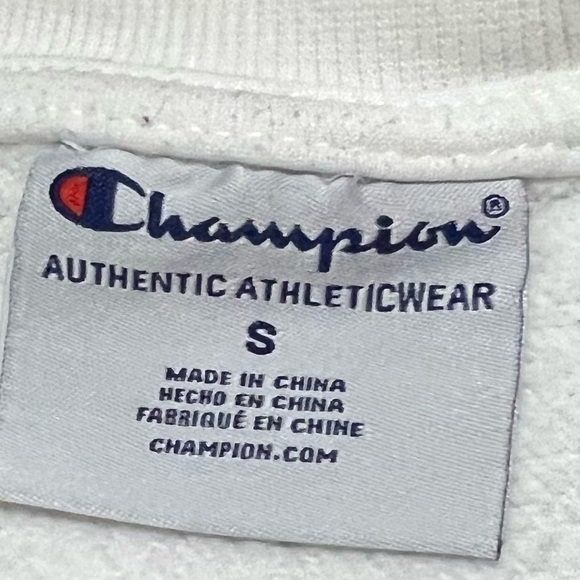 Champion®
AUTHENTIC ATHLETICWEAR
S
MADE IN CHINA
HECHO EN CHINA
FABRIQUÉ EN CHINE
CHAMPION.COM